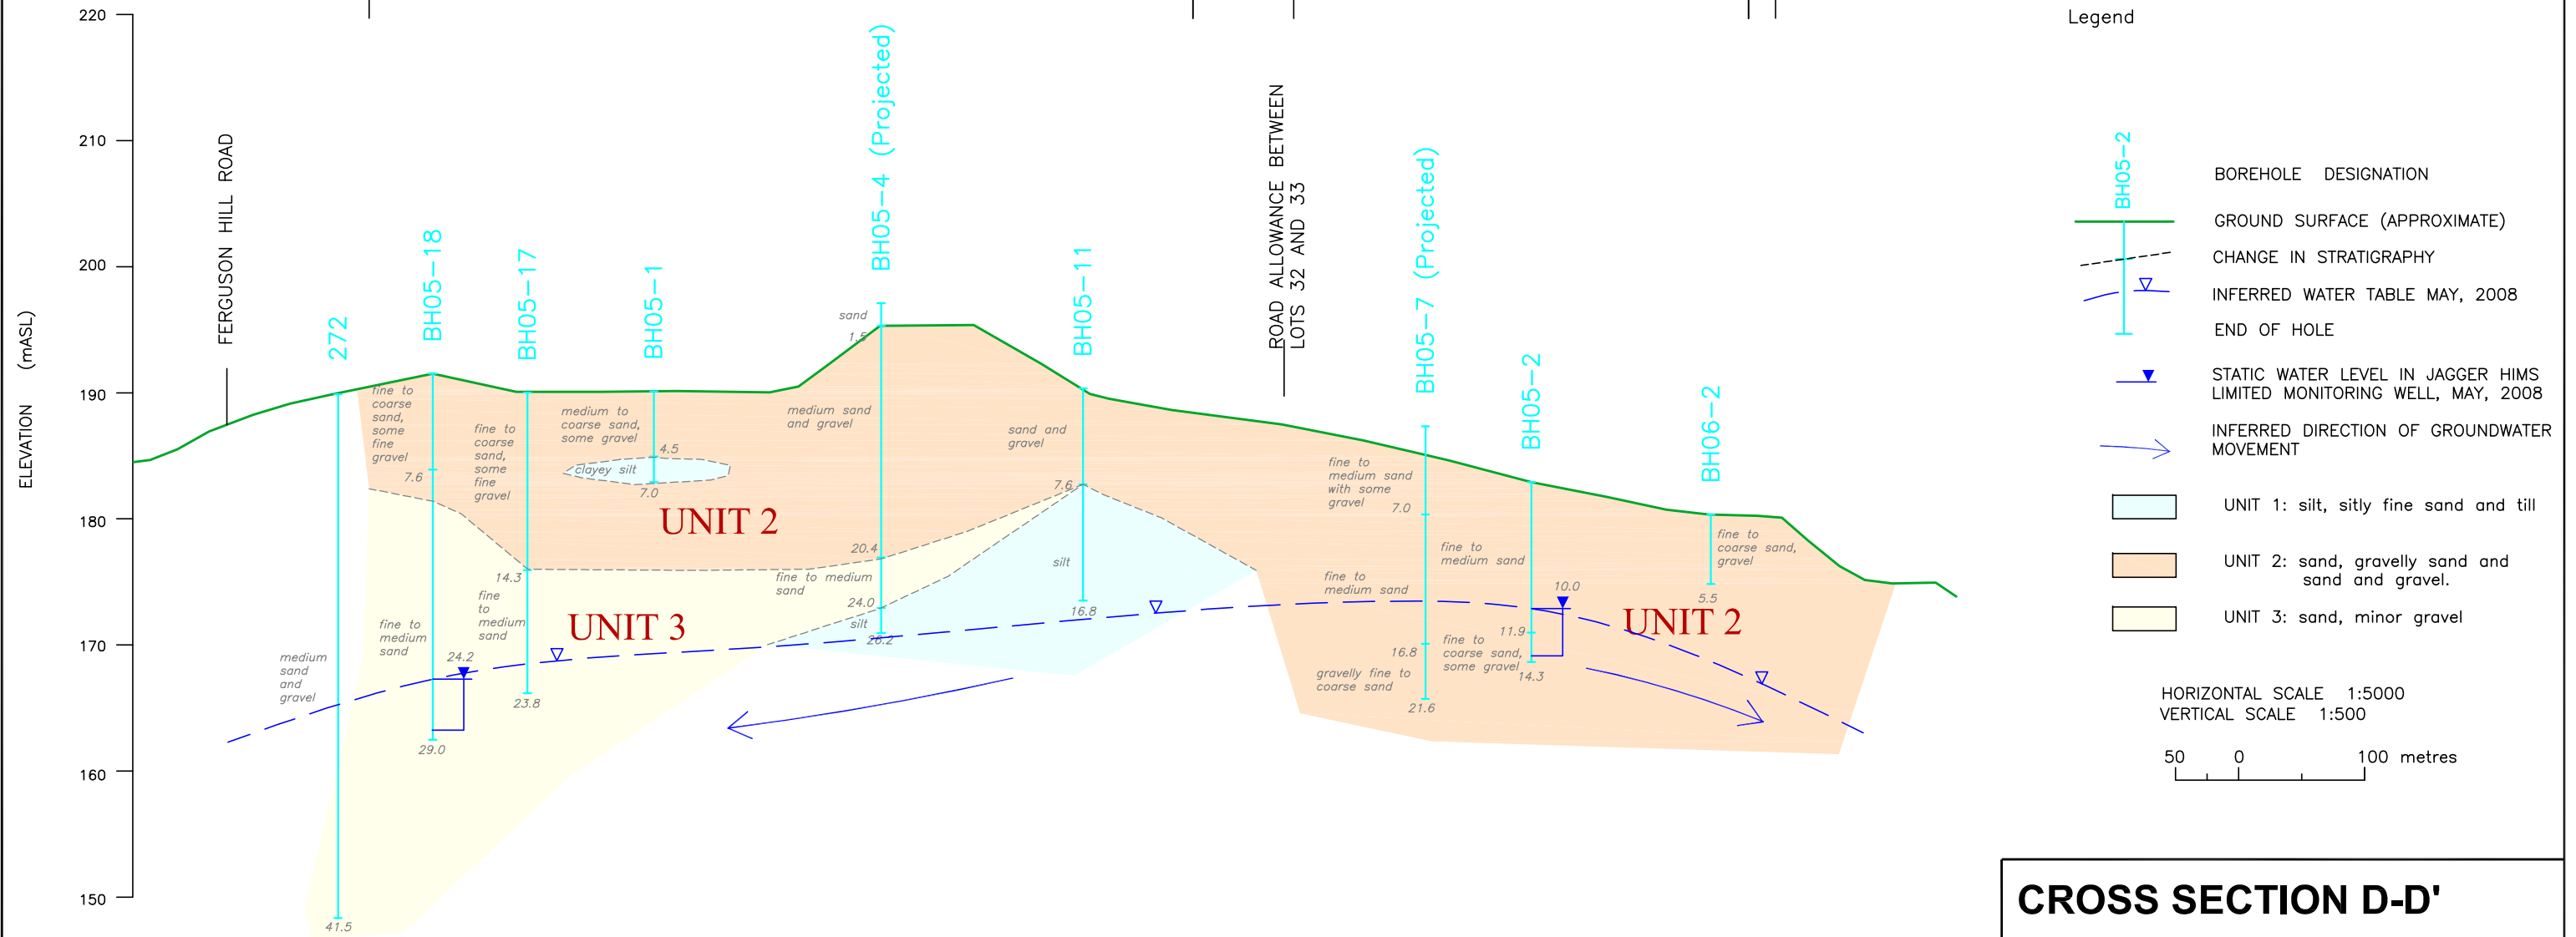 220
210
200
190
180
170
160
150
ELEVATION (mASL)
FERGUSON HILL ROAD
272
BH05-18
BH05-17
BH05-1
BH05-4 (Projected)
BH05-11
ROAD ALLOWANCE BETWEEN
LOTS 32 AND 33
BH05-7 (Projected)
BH05-2
BH06-2
medium
sand
and
gravel
41.5
fine to
coarse
sand,
some
fine
gravel
7.6
fine to
medium
sand
24.2
29.0
fine to
coarse
sand,
some
fine
gravel
14.3
fine
to
medium
sand
23.8
medium to
coarse sand,
some gravel
4.5
clayey silt
7.0
UNIT 2
UNIT 3
sand
1.5
medium sand
and gravel
20.4
fine to medium
sand
24.0
silt
26.2
sand and
gravel
7.6
silt
16.8
fine to
medium sand
with some
gravel
7.0
fine to
medium sand
16.8
gravelly fine to
coarse sand
21.6
fine to
medium sand
10.0
11.9
fine to
coarse sand,
some gravel
14.3
UNIT 2
fine to
coarse sand,
gravel
5.5
Legend
BH05-2
BOREHOLE DESIGNATION
GROUND SURFACE (APPROXIMATE)
CHANGE IN STRATIGRAPHY
INFERRED WATER TABLE MAY, 2008
END OF HOLE
STATIC WATER LEVEL IN JAGGER HIMS
LIMITED MONITORING WELL, MAY, 2008
INFERRED DIRECTION OF GROUNDWATER
MOVEMENT
UNIT 1: silt, sitly fine sand and till
UNIT 2: sand, gravelly sand and
sand and gravel.
UNIT 3: sand, minor gravel
HORIZONTAL SCALE 1:5000
VERTICAL SCALE 1:500
50 0 100 metres
CROSS SECTION D-D'